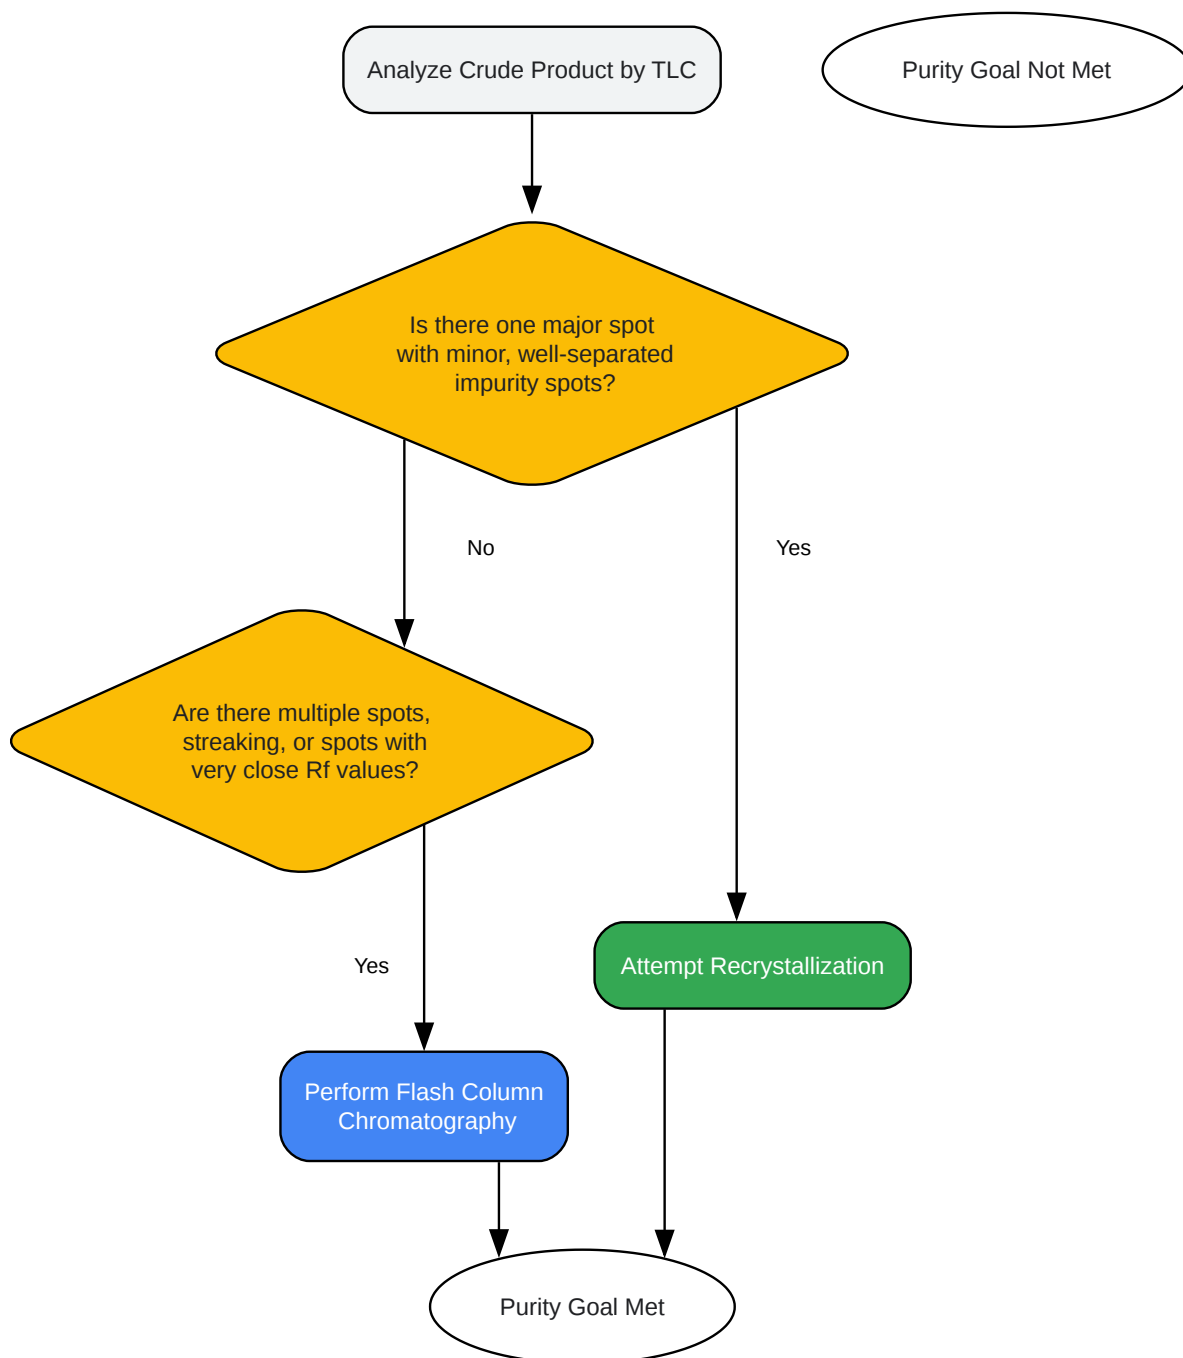 Analyze Crude Product by TLC
Purity Goal Not Met
Is there one major spot
with minor, well-separated
impurity spots?
No
Yes
Are there multiple spots,
streaking, or spots with
very close Rf values?
Yes
Attempt Recrystallization
Perform Flash Column
Chromatography
Purity Goal Met